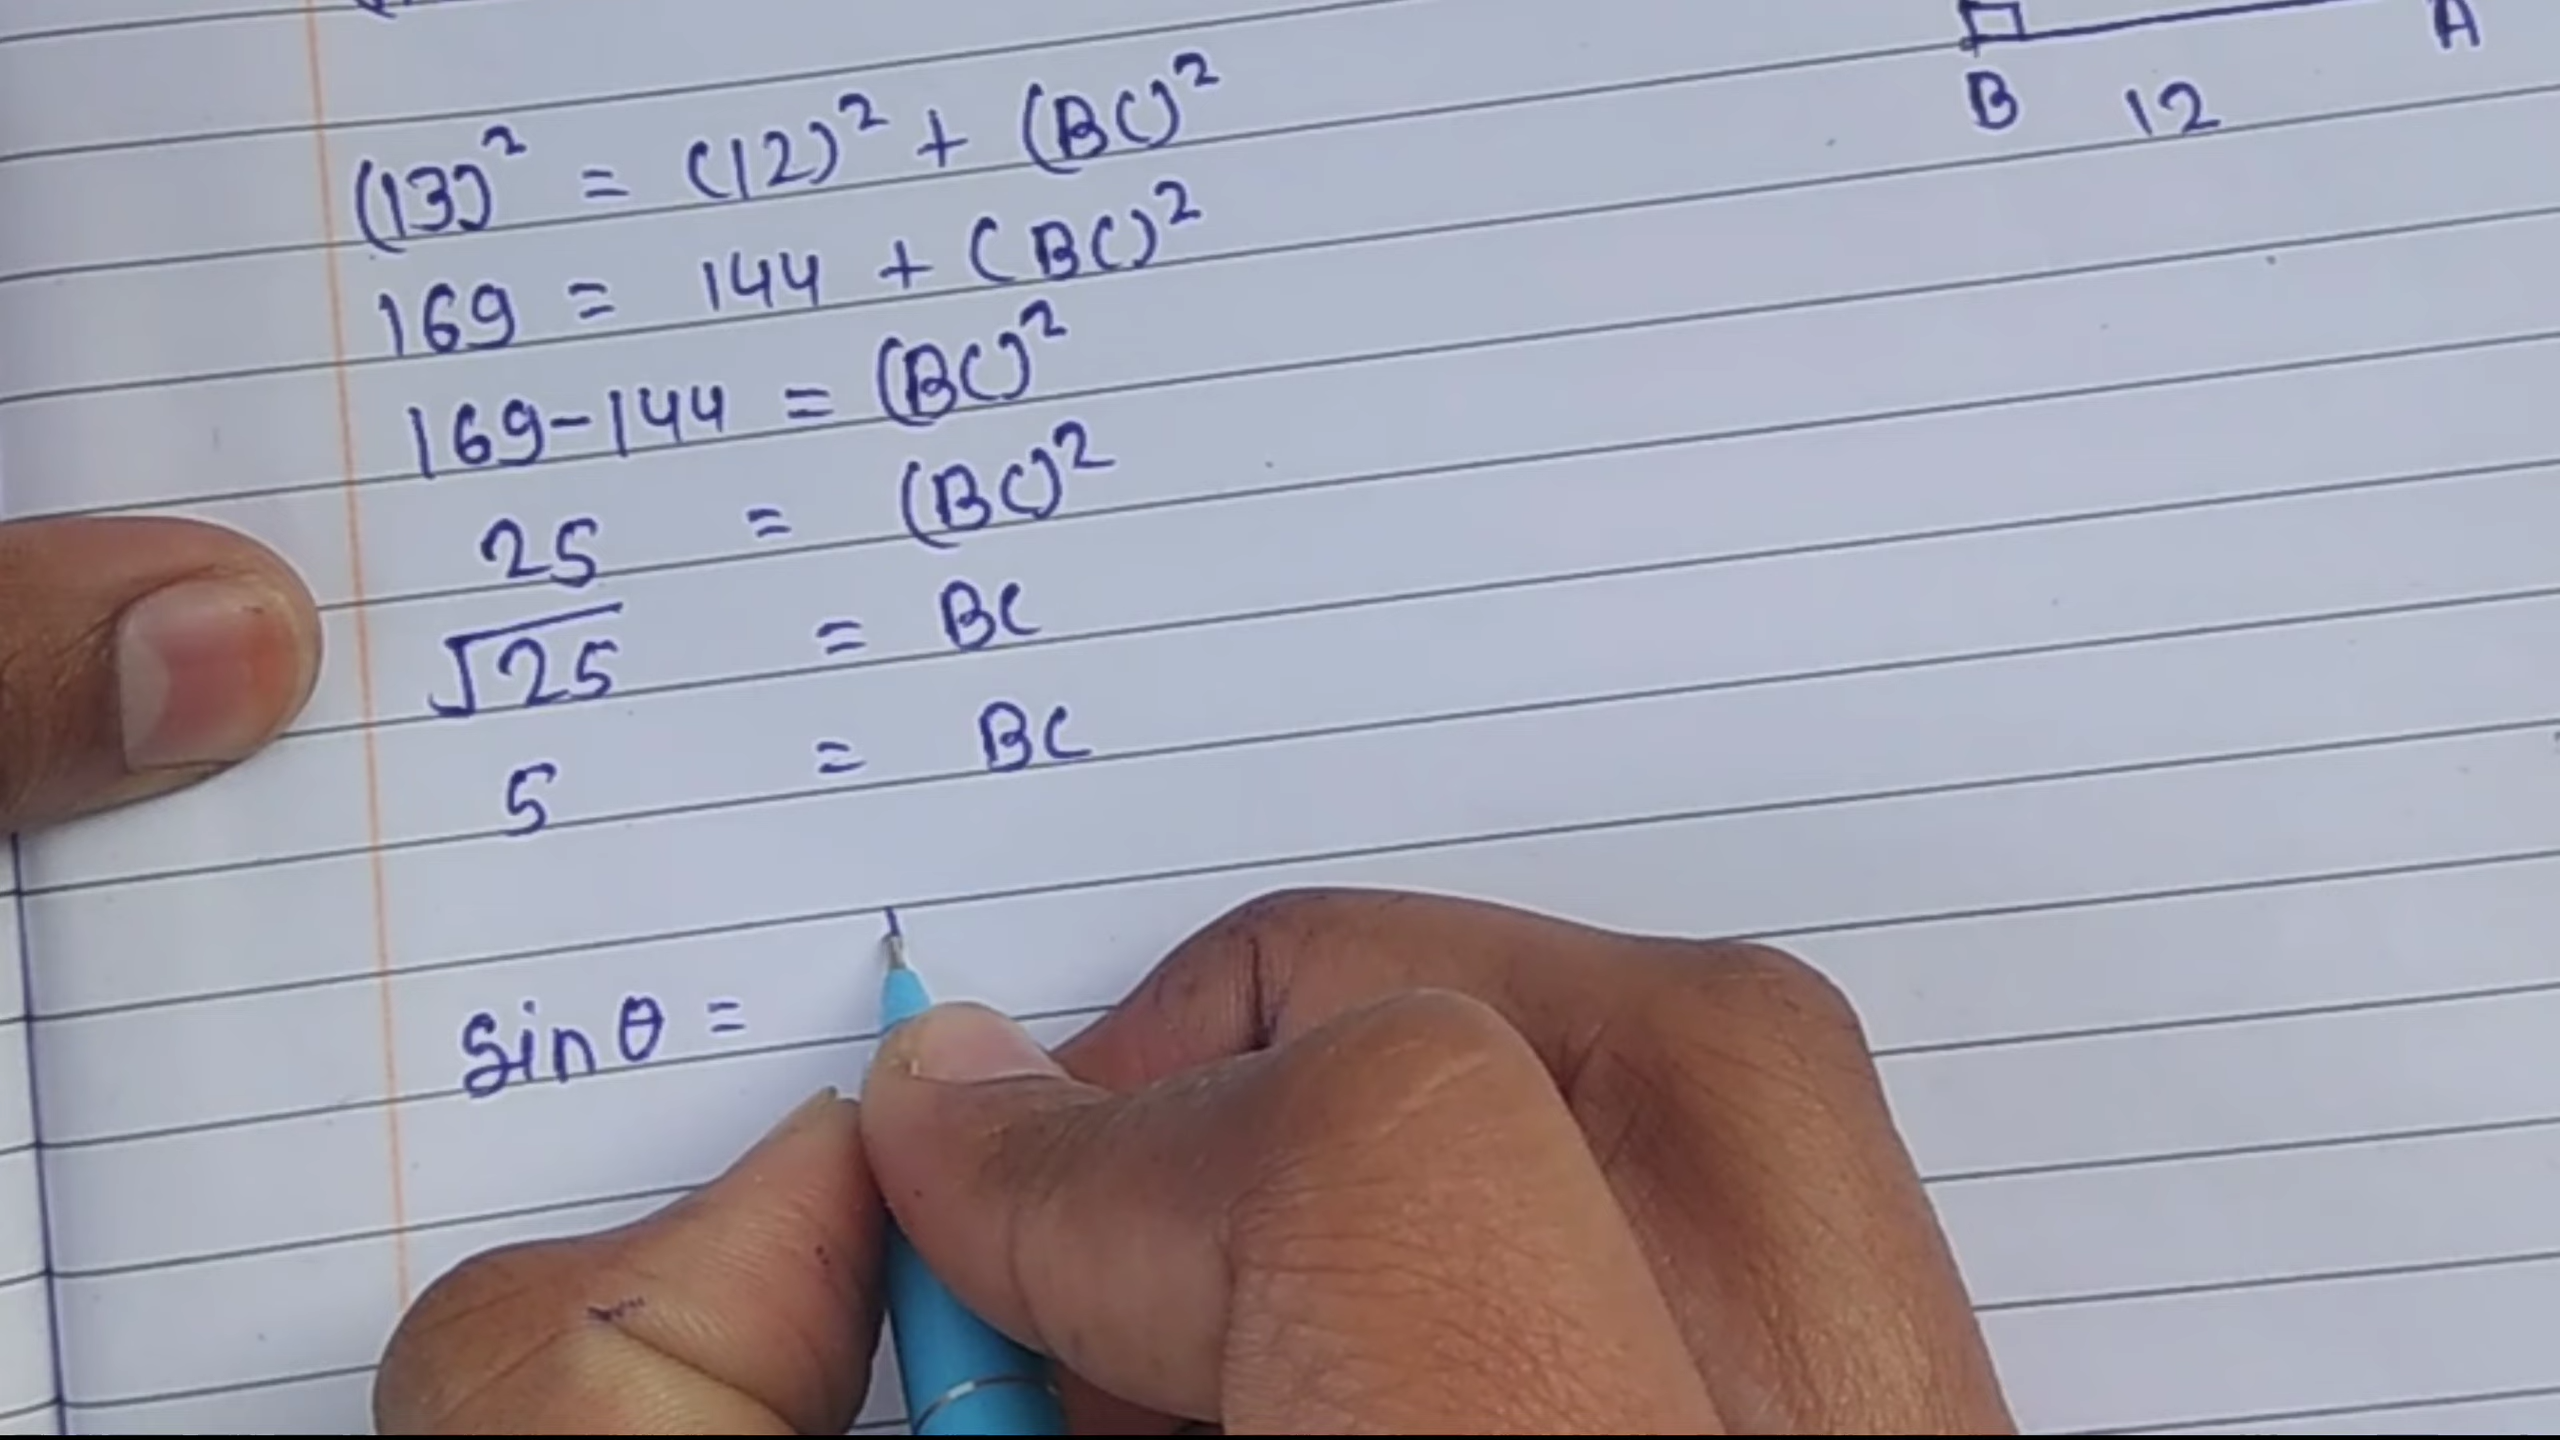 A
B 12
(13)² = (12)² + (BC)²
169 = 144 + (BC)²
169-144 = (BC)²
25 = (BC)²
√25 = BC
5 = BC
sin θ =